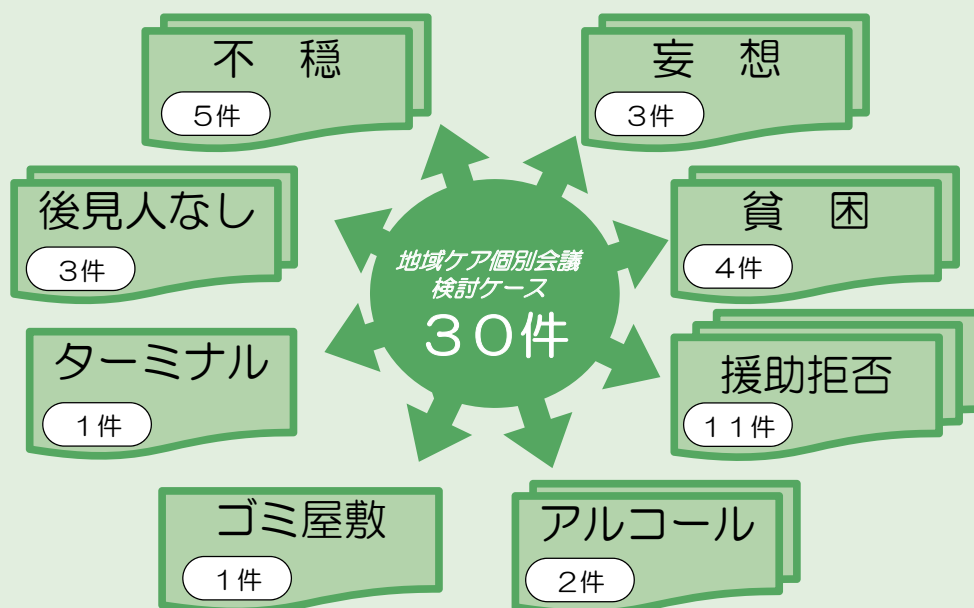 不　穏
5件
妄　想
3件
後見人なし
3件
貧　困
4件
地域ケア個別会議
検討ケース
３０件
ターミナル
1件
援助拒否
１１件
ゴミ屋敷
1件
アルコール
2件